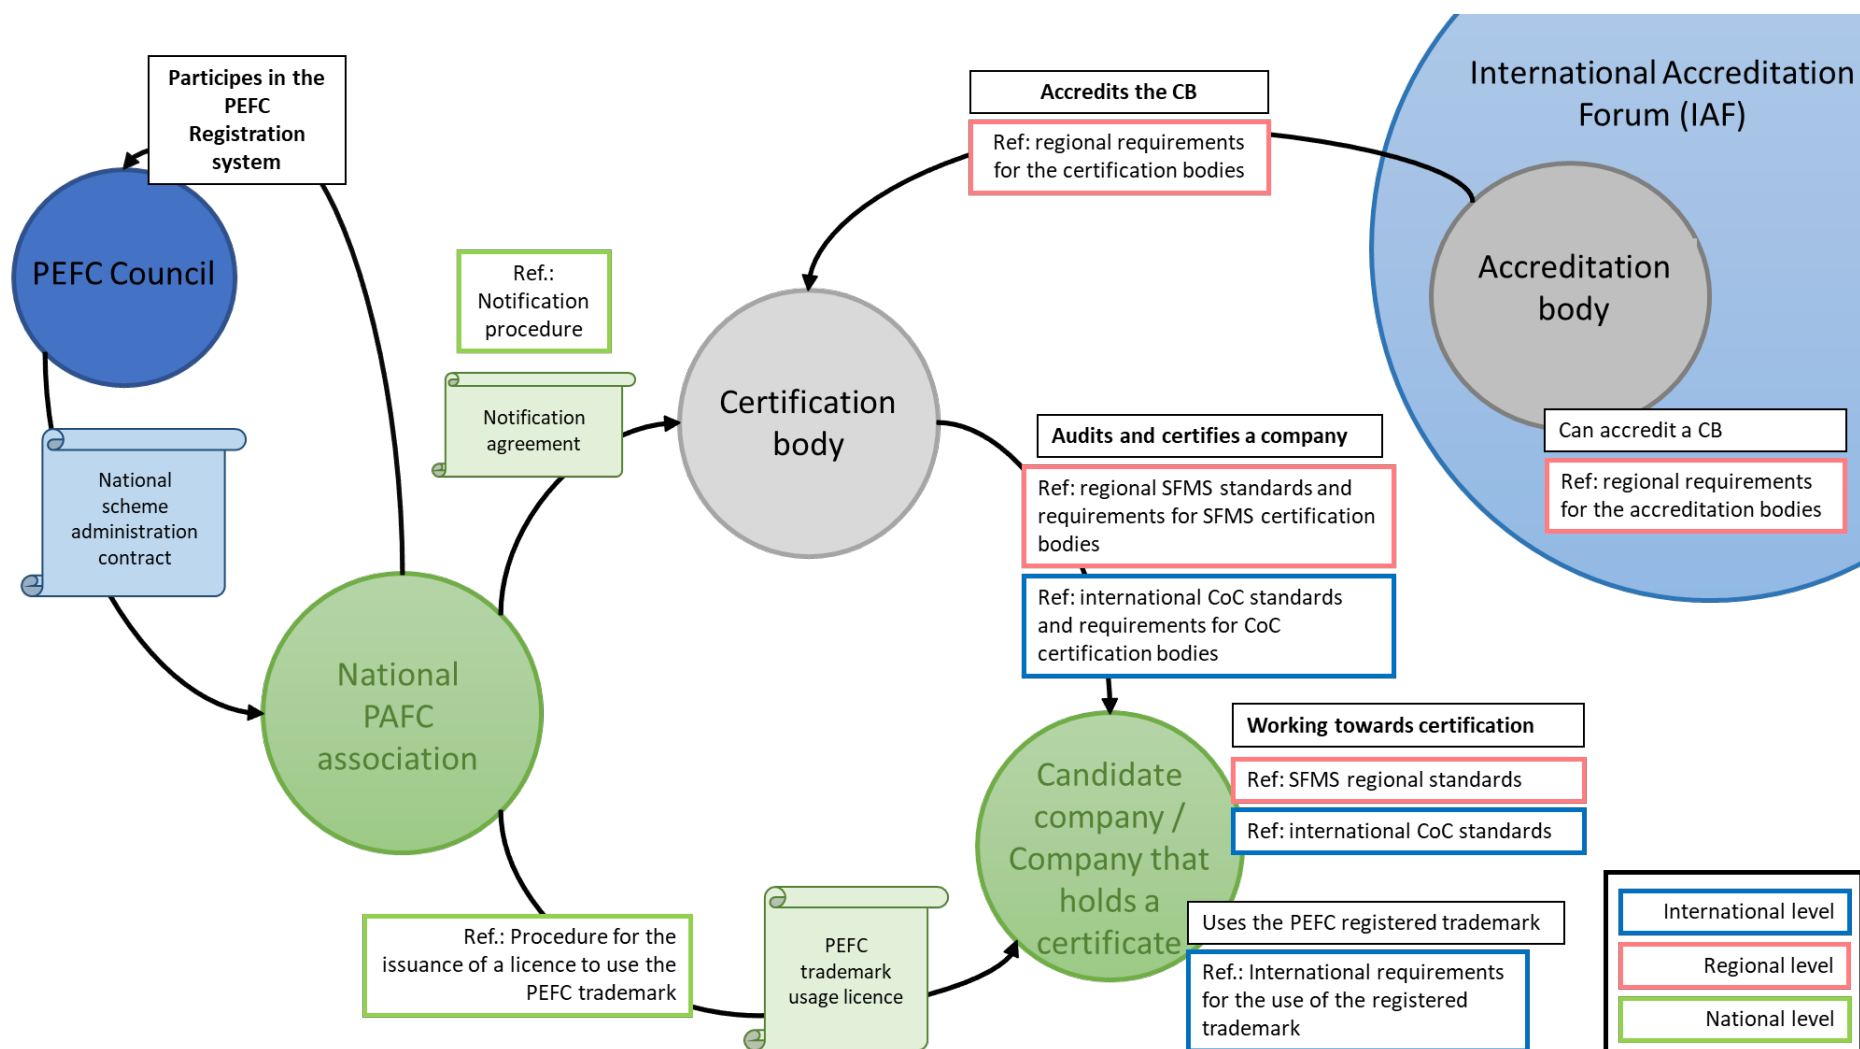 Participes in the
PEFC
Registration
system
PEFC Council
National
scheme
administration
contract
National
PAFC
association
Ref.:
Notification
procedure
Notification
agreement
Accredits the CB
Ref: regional requirements
for the certification bodies
International Accreditation
Forum (IAF)
Accreditation
body
Can accredit a CB
Ref: regional requirements
for the accreditation bodies
Certification
body
Audits and certifies a company
Ref: regional SFMS standards and
requirements for SFMS certification
bodies
Ref: international CoC standards
and requirements for CoC
certification bodies
Candidate
company /
Company that
holds a
certificate
Working towards certification
Ref: SFMS regional standards
Ref: international CoC standards
Uses the PEFC registered trademark
Ref.: International requirements
for the use of the registered
trademark
Ref.: Procedure for the
issuance of a licence to use the
PEFC trademark
PEFC
trademark
usage licence
International level
Regional level
National level